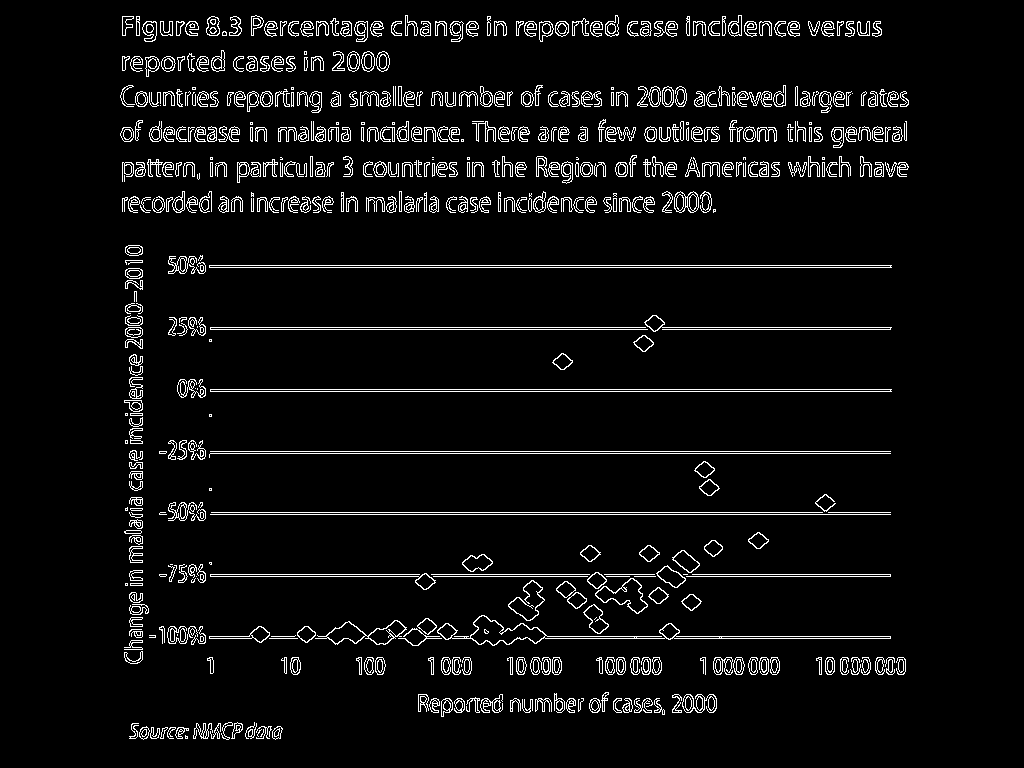 Figure 8.3 Percentage change in reported case incidence versus
reported cases in 2000
Countries reporting a smaller number of cases in 2000 achieved larger rates
of decrease in malaria incidence. There are a few outliers from this general
pattern, in particular 3 countries in the Region of the Americas which have
recorded an increase in malaria case incidence since 2000.
Change in malaria case incidence 2000–2010
50%
25%
0%
-25%
-50%
-75%
-100%
1 10 100 1 000 10 000 100 000 1 000 000 10 000 000
Reported number of cases, 2000
Source: NMCP data